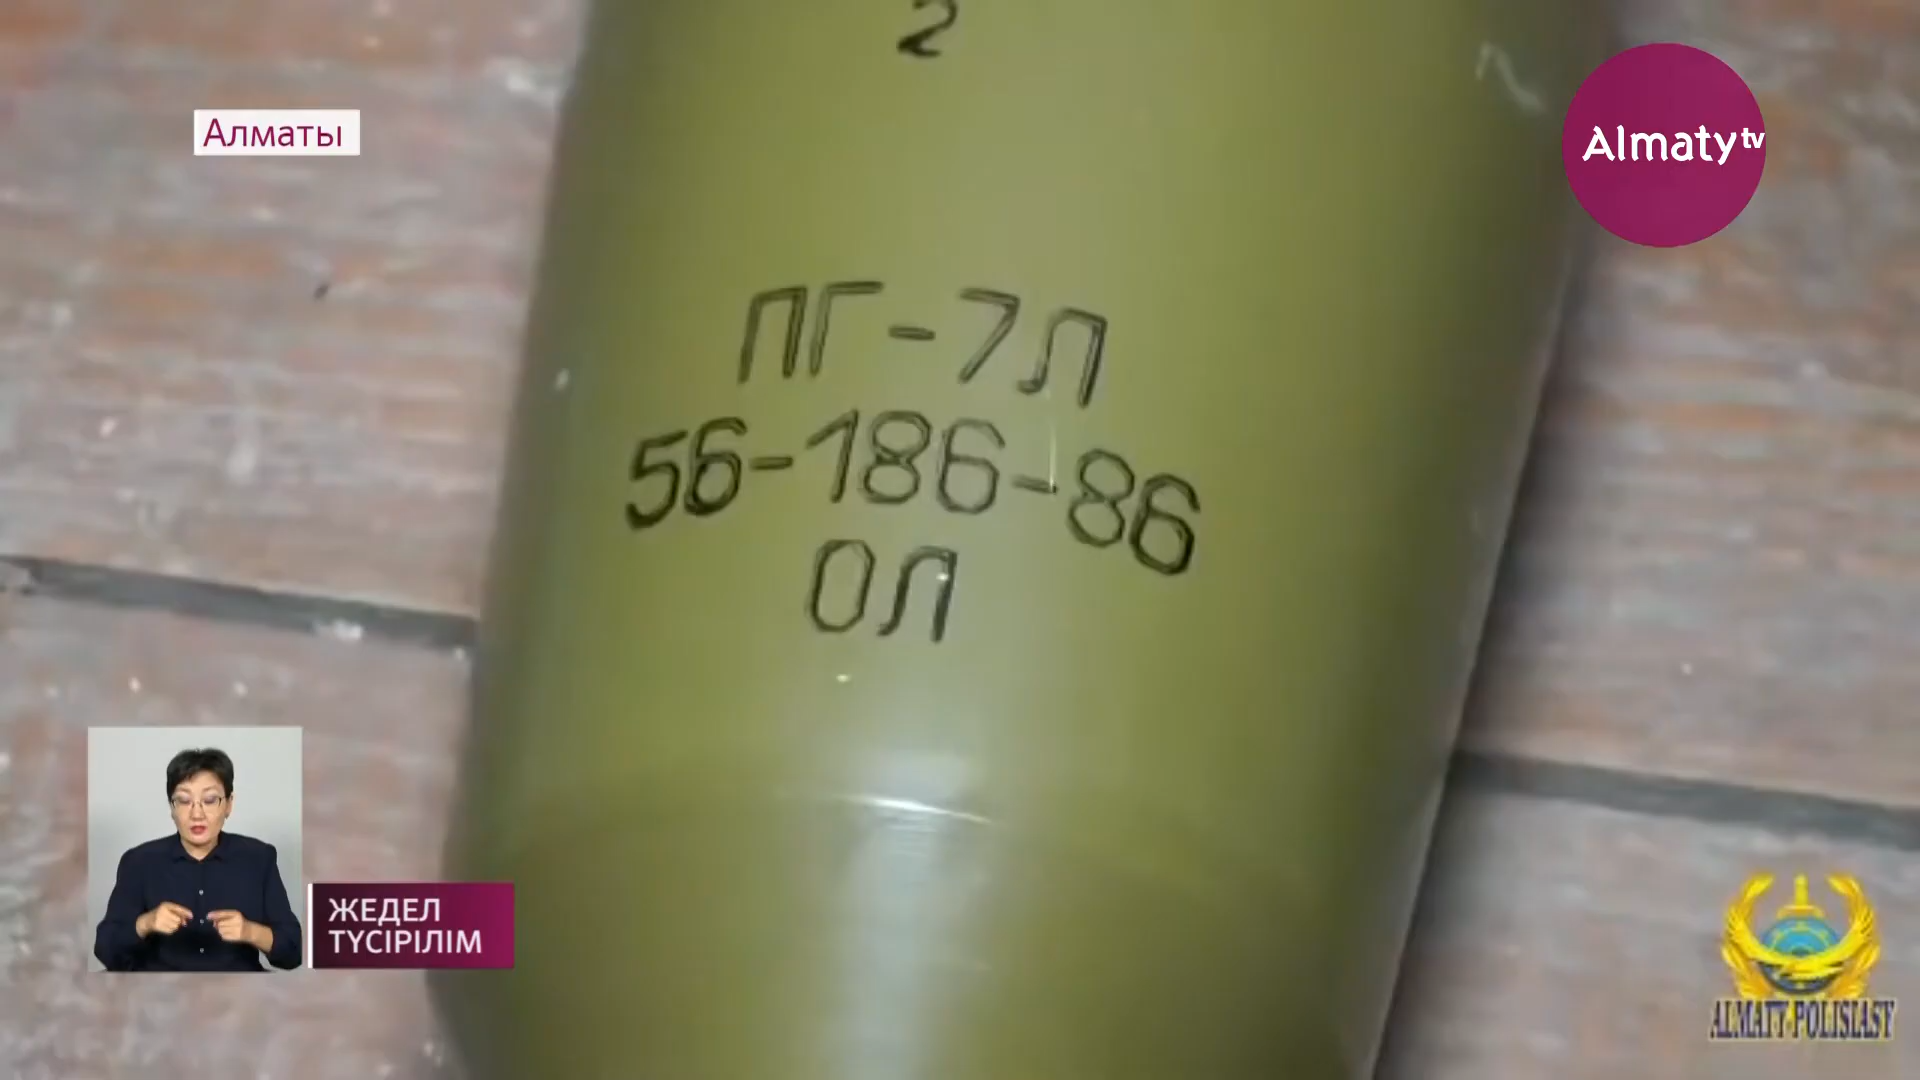 2
Алматы
Almaty tv
ПГ-7Л
56-186-86
ОЛ
ЖЕДЕЛ
ТҮСІРІЛІМ
ALMATY POLISIASY